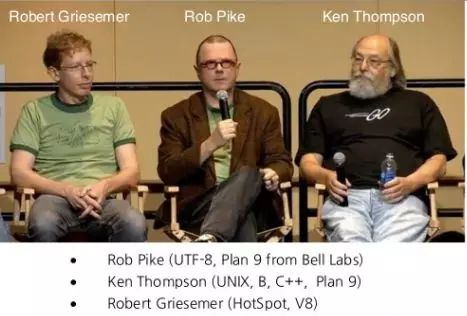 Robert Griesemer Rob Pike Ken Thompson
GO
• Rob Pike (UTF-8, Plan 9 from Bell Labs)
• Ken Thompson (UNIX, B, C++, Plan 9)
• Robert Griesemer (HotSpot, V8)